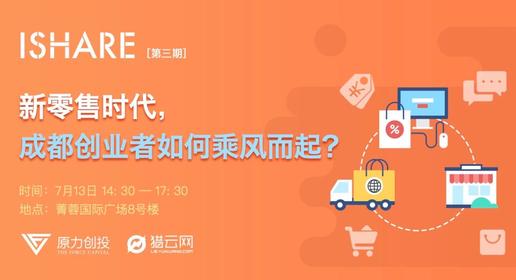 ISHARE [第三期]
新零售时代，
成都创业者如何乘风而起？
时间：7月13日 14：30 — 17：30
地点：菁蓉国际广场8号楼
原力创投
THE FORCE CAPITAL
猎云网
LIEYUNWANG.COM